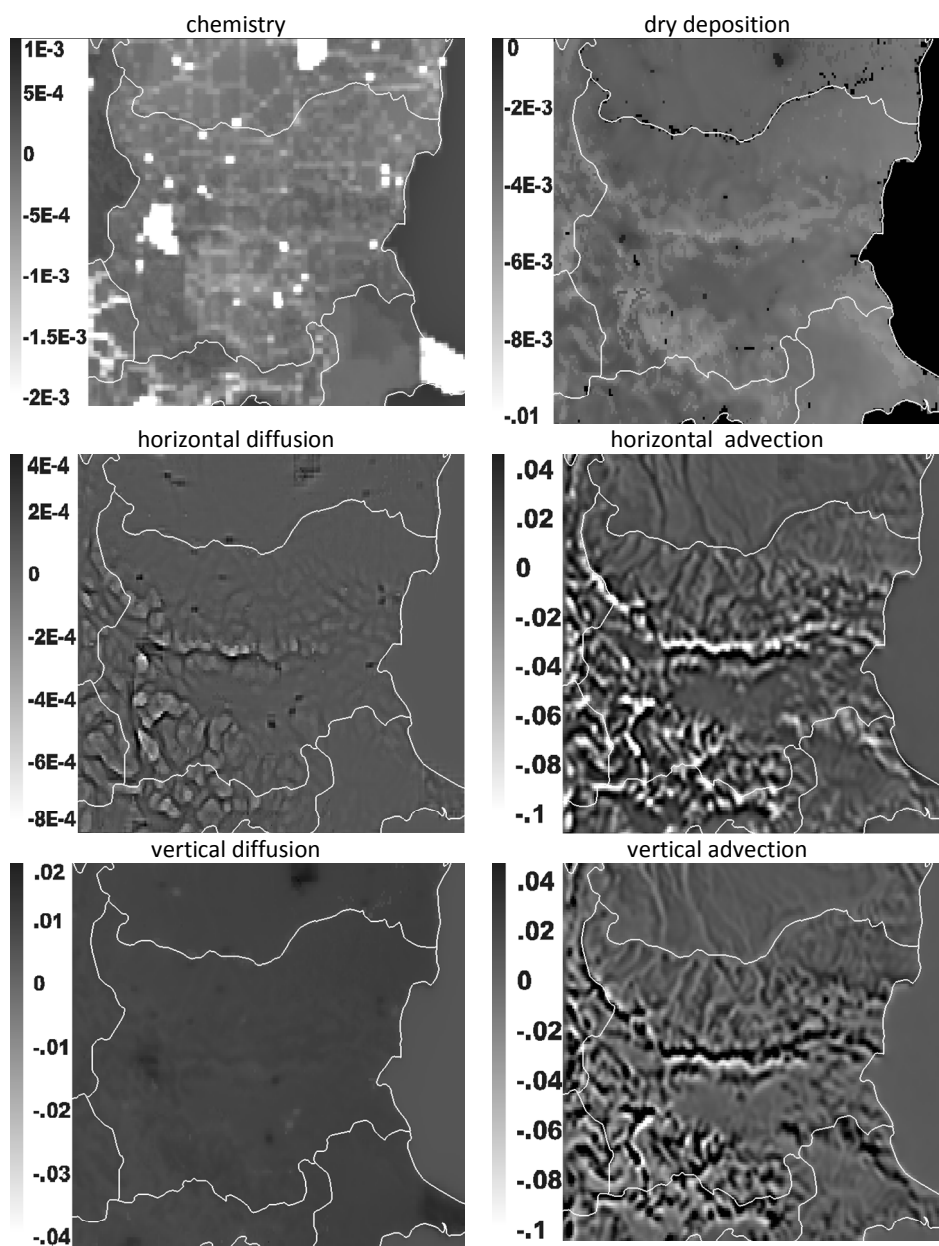 chemistry
1E-3
5E-4
0
-5E-4
-1E-3
-1.5E-3
-2E-3
dry deposition
0
-2E-3
-4E-3
-6E-3
-8E-3
-.01
horizontal diffusion
4E-4
2E-4
0
-2E-4
-4E-4
-6E-4
-8E-4
horizontal advection
.04
.02
0
-.02
-.04
-.06
-.08
-.1
vertical diffusion
.02
.01
0
-.01
-.02
-.03
-.04
vertical advection
.04
.02
0
-.02
-.04
-.06
-.08
-.1